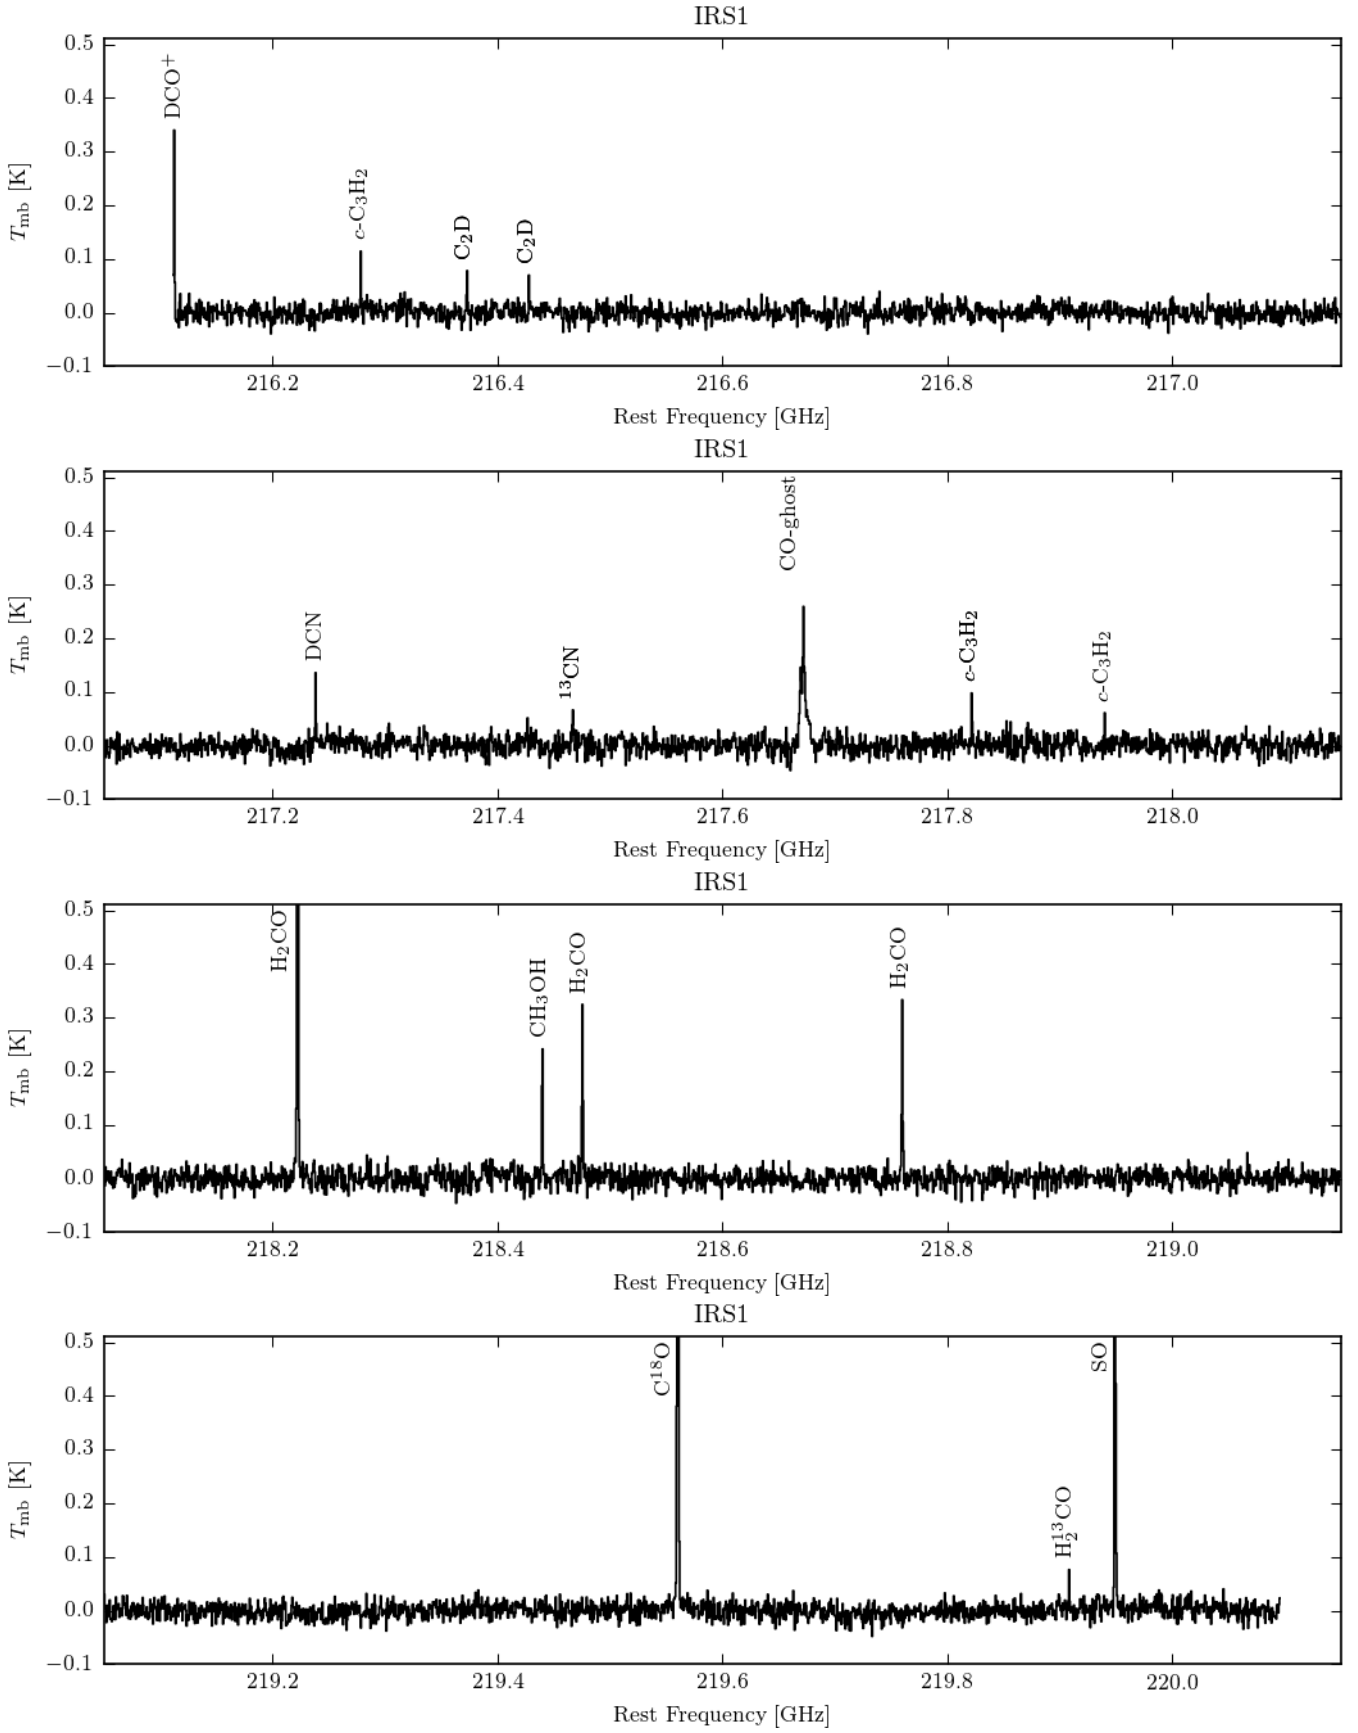 IRS1
0.5
0.4
0.3
0.2
0.1
0.0
−0.1
T_mb [K]
DCO⁺
c-C₃H₂
C₂D
C₂D
216.2 216.4 216.6 216.8 217.0
Rest Frequency [GHz]
IRS1
0.5
0.4
0.3
0.2
0.1
0.0
−0.1
T_mb [K]
DCN
¹³CN
CO-ghost
c-C₃H₂
c-C₃H₂
217.2 217.4 217.6 217.8 218.0
Rest Frequency [GHz]
IRS1
0.5
0.4
0.3
0.2
0.1
0.0
−0.1
T_mb [K]
H₂CO
CH₃OH
H₂CO
H₂CO
218.2 218.4 218.6 218.8 219.0
Rest Frequency [GHz]
IRS1
0.5
0.4
0.3
0.2
0.1
0.0
−0.1
T_mb [K]
C¹⁸O
H₂¹³CO
SO
219.2 219.4 219.6 219.8 220.0
Rest Frequency [GHz]